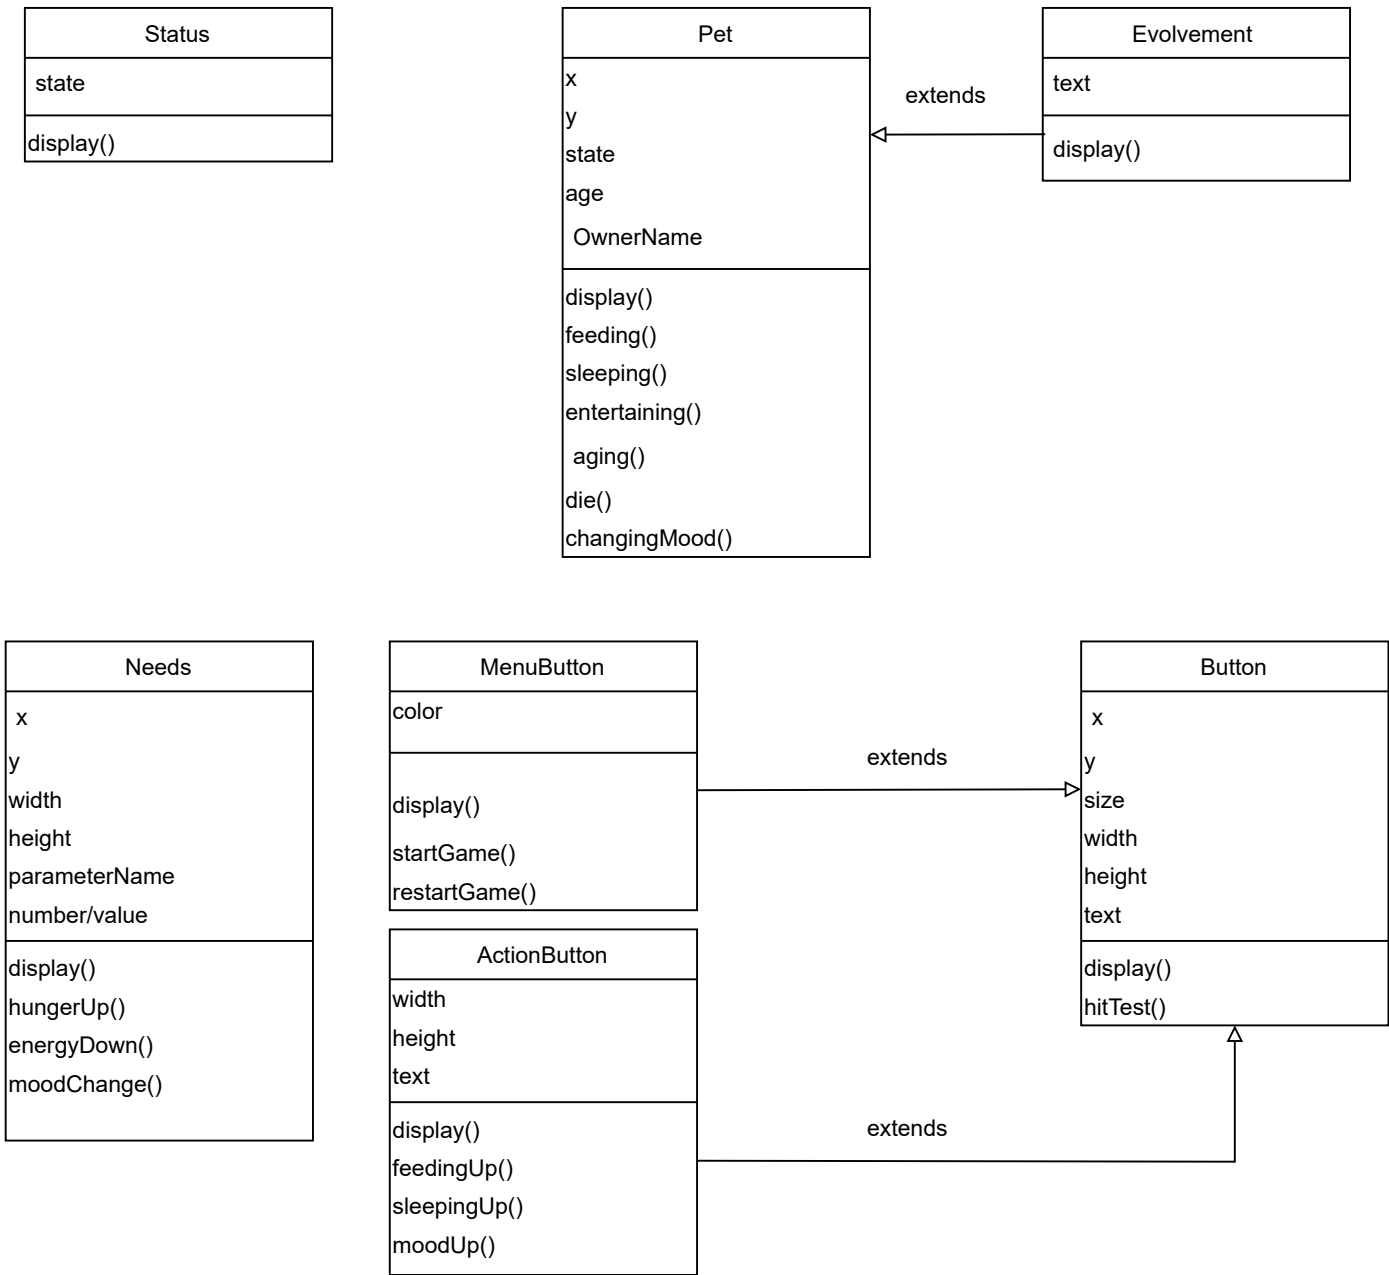 Status
state
display()
Pet
x
y
state
age
OwnerName
display()
feeding()
sleeping()
entertaining()
aging()
die()
changingMood()
extends
Evolvement
text
display()
Needs
x
y
width
height
parameterName
number/value
display()
hungerUp()
energyDown()
moodChange()
MenuButton
color
display()
startGame()
restartGame()
ActionButton
width
height
text
display()
feedingUp()
sleepingUp()
moodUp()
extends
extends
Button
x
y
size
width
height
text
display()
hitTest()